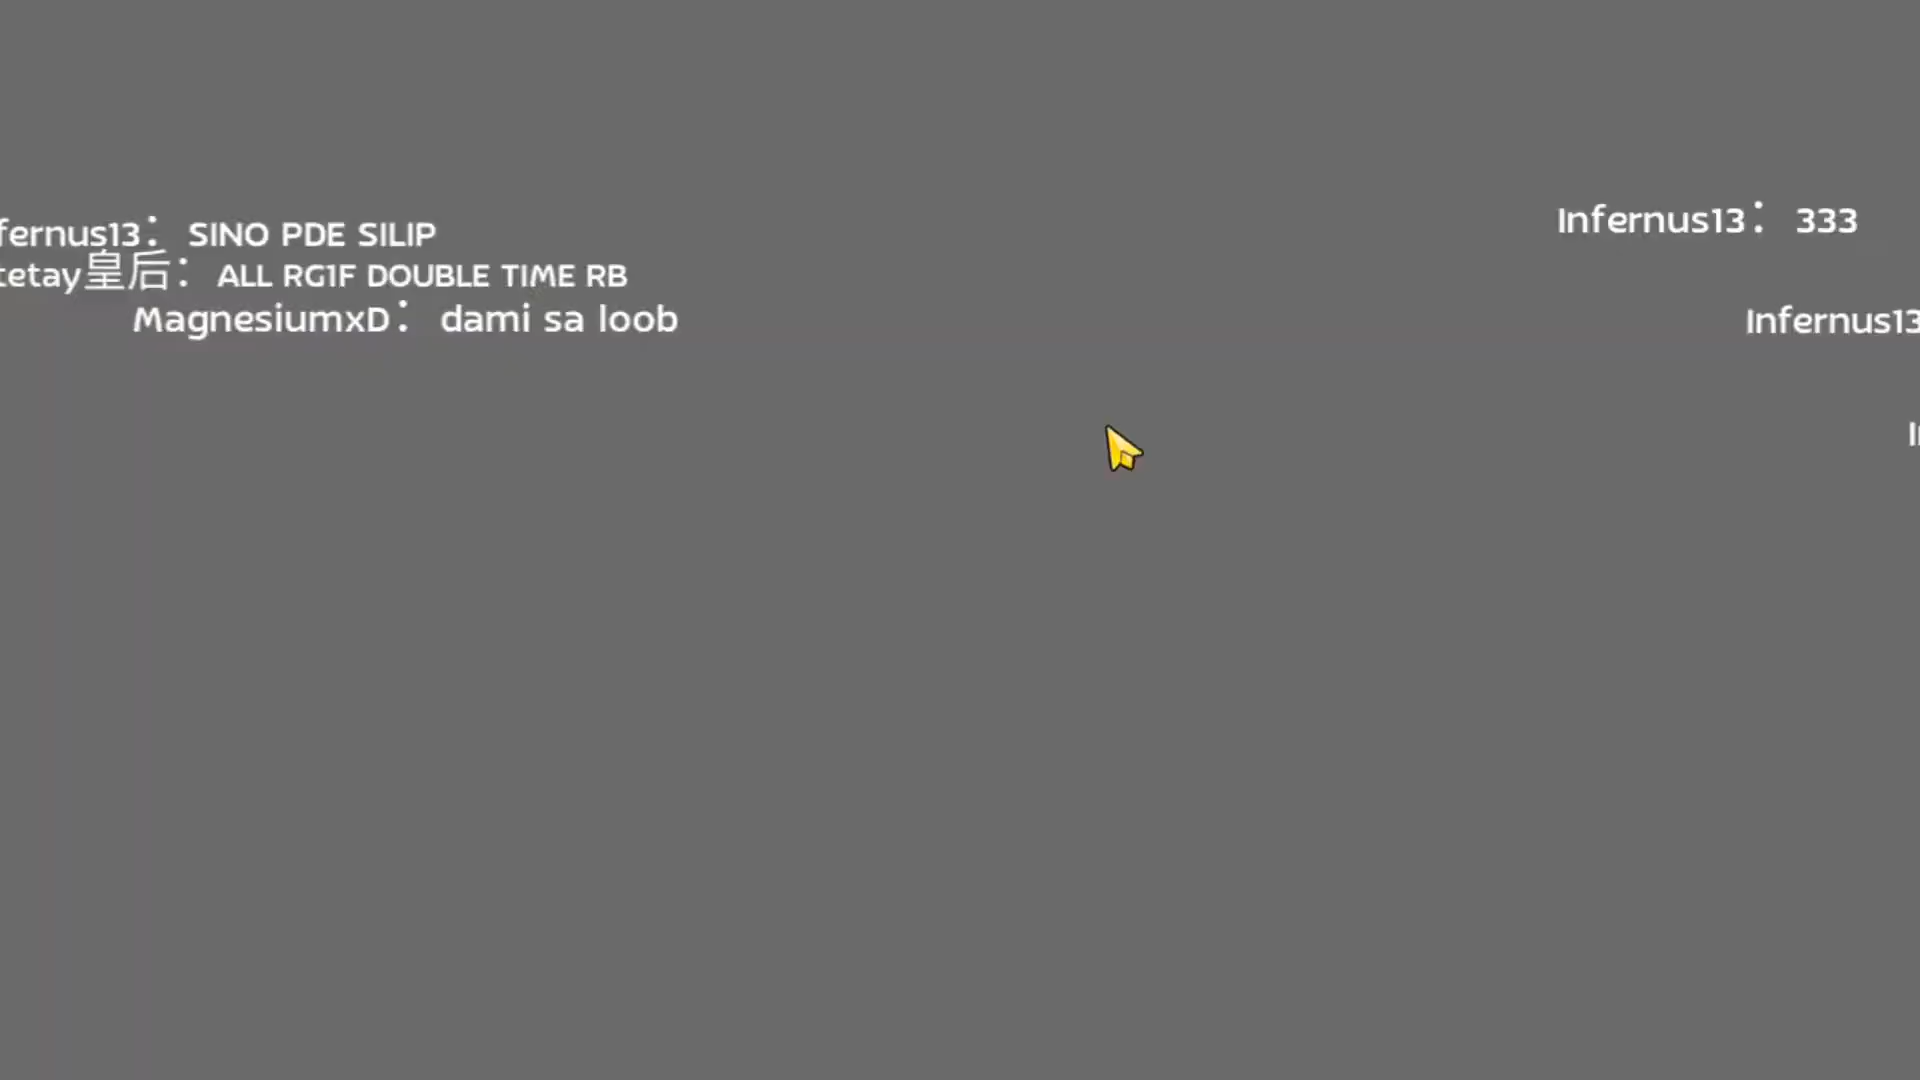 fernus13： SINO PDE SILIP
tetay皇后： ALL RG1F DOUBLE TIME RB
MagnesiumxD： dami sa loob
Infernus13： 333
Infernus13